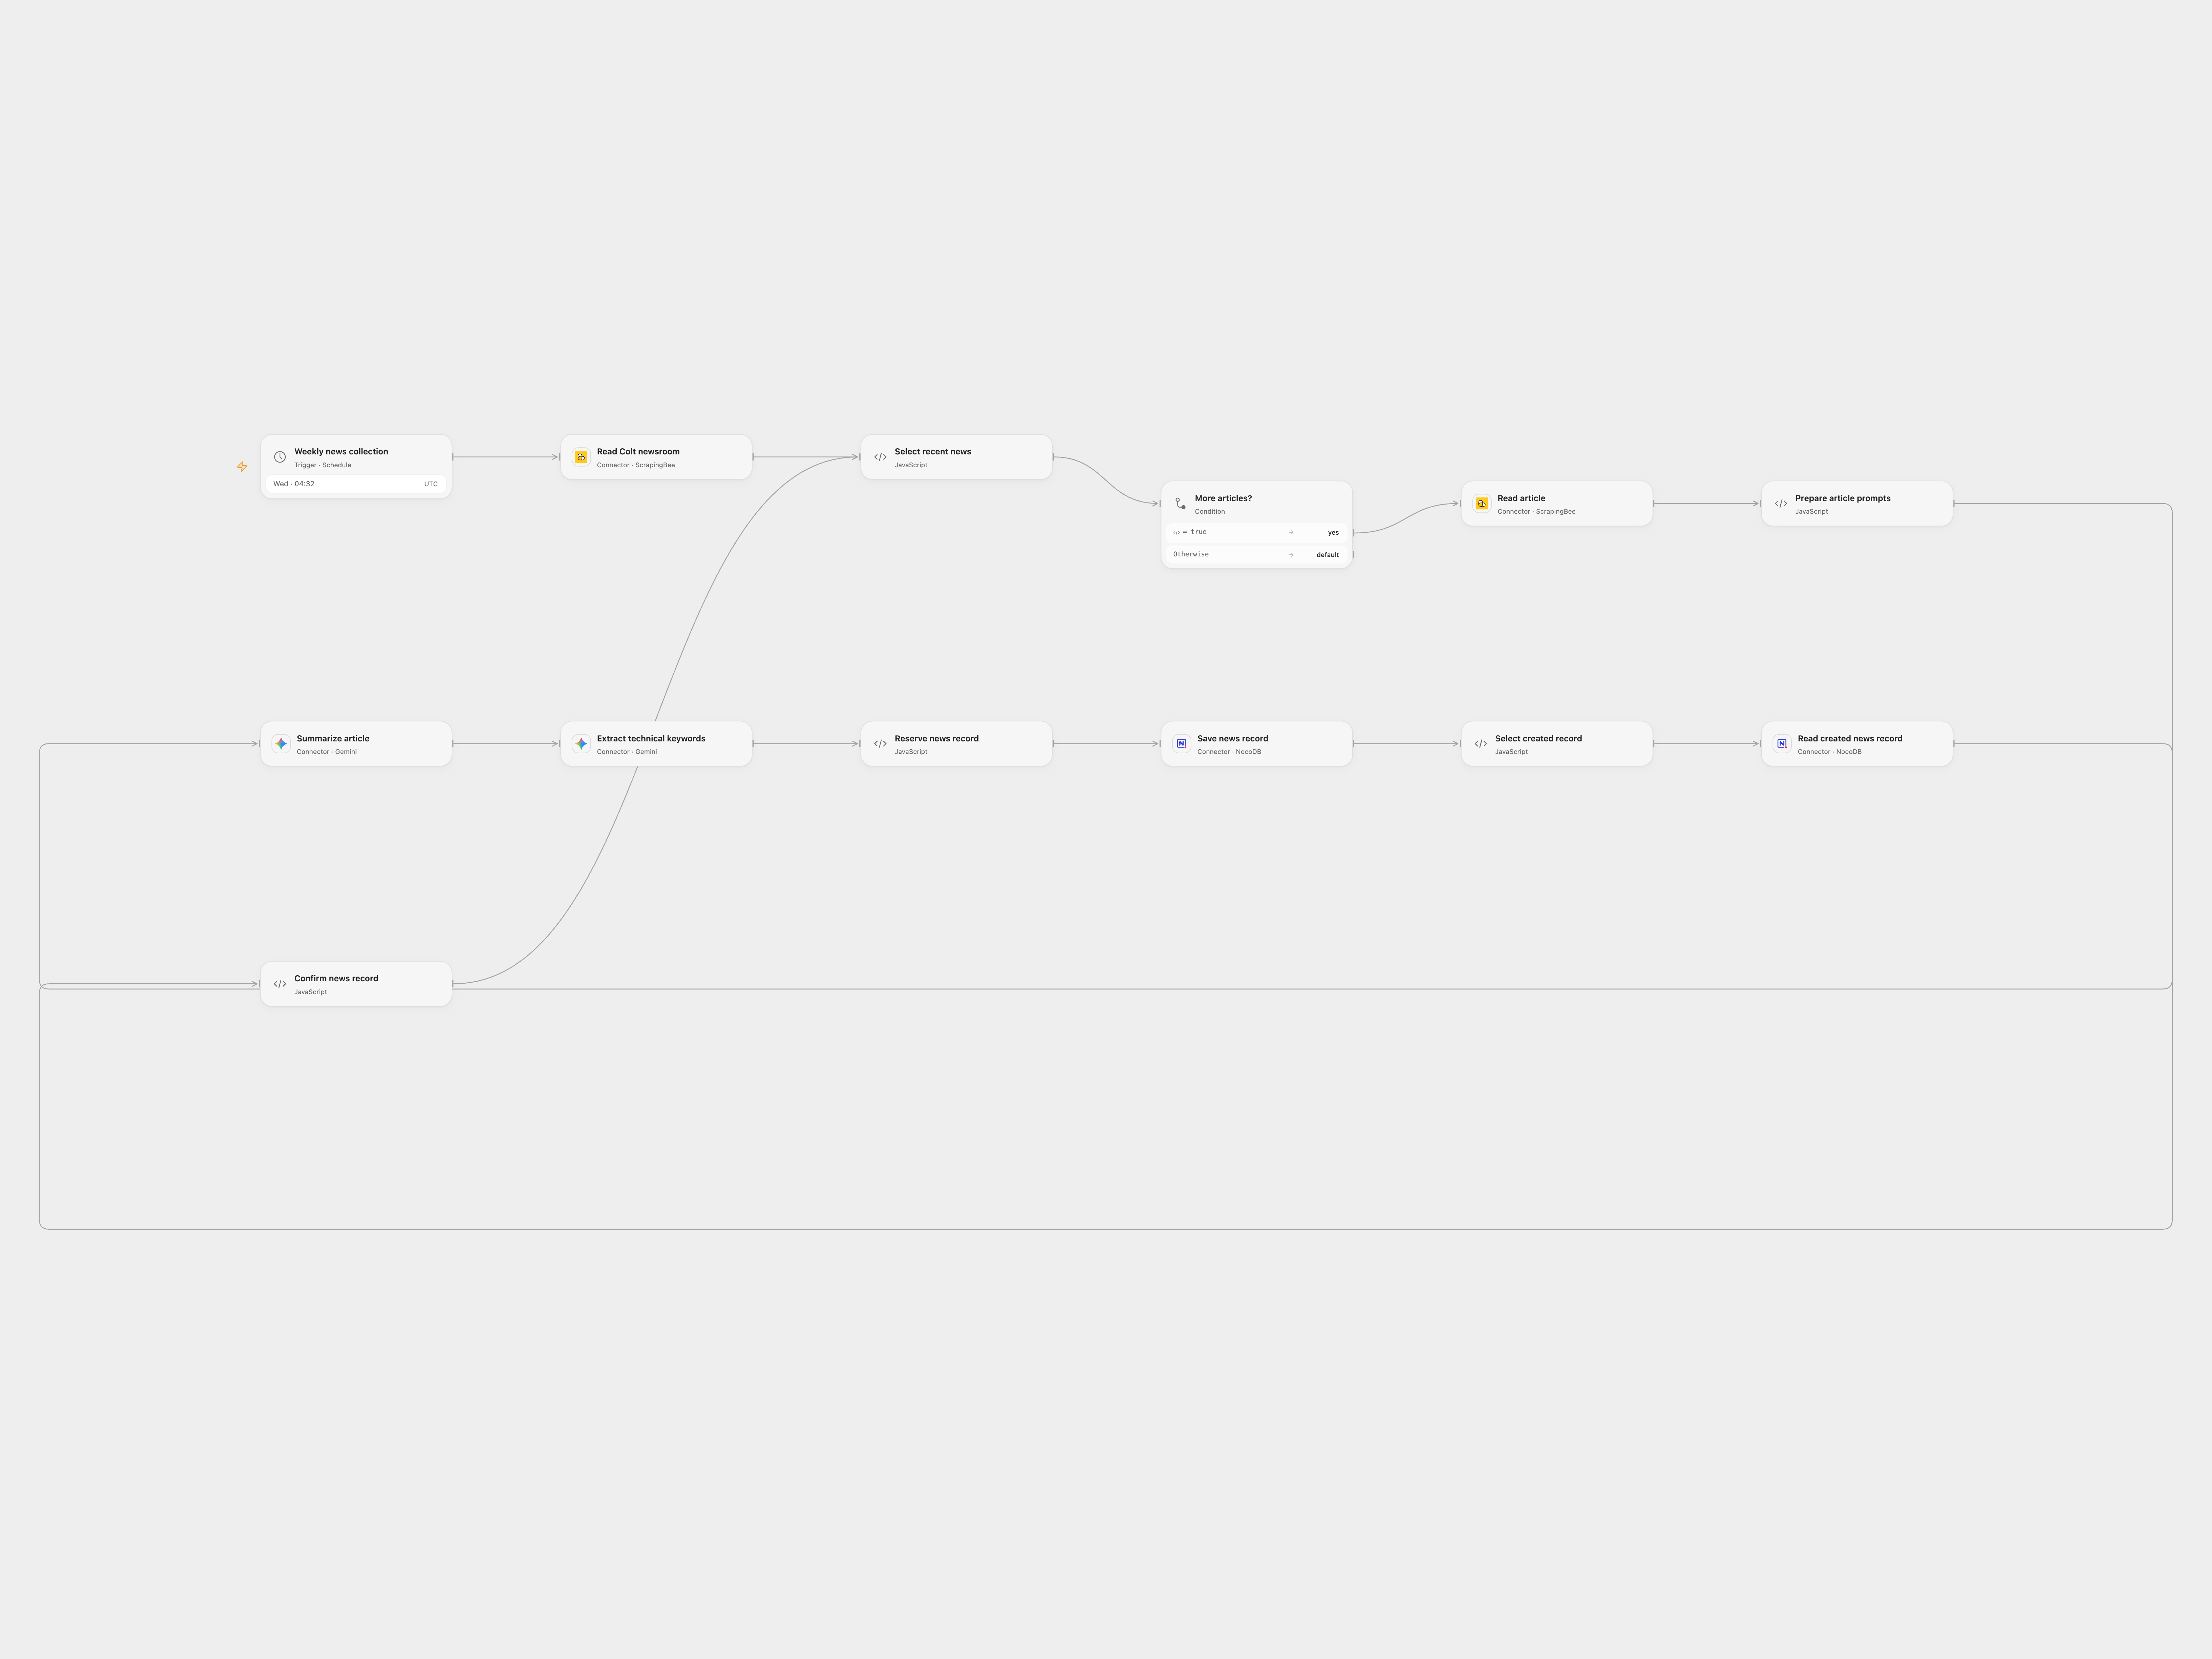 Weekly news collection
Trigger · Schedule
Wed · 04:32 UTC
Read Colt newsroom
Connector · ScrapingBee
Select recent news
JavaScript
More articles?
Condition
= true → yes
Otherwise → default
Read article
Connector · ScrapingBee
Prepare article prompts
JavaScript
Summarize article
Connector · Gemini
Extract technical keywords
Connector · Gemini
Reserve news record
JavaScript
Save news record
Connector · NocoDB
Select created record
JavaScript
Read created news record
Connector · NocoDB
Confirm news record
JavaScript